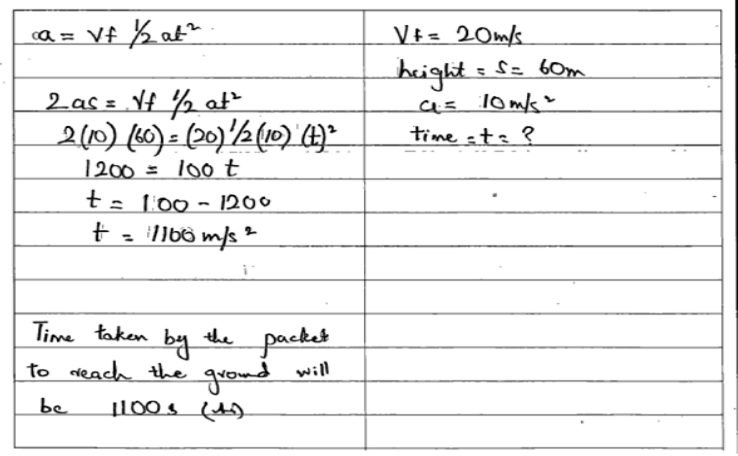 a = Vf ½ at²
2as = Vf ½ at²
2(10) (60) = (20) ½ (10) (t)²
1200 = 100 t
t = 100 - 1200
t = 1100 m/s²
Time taken by the packet
to reach the ground will
be 1100 s
Vf = 20m/s
height = S = 60m
a = 10 m/s²
time = t = ?